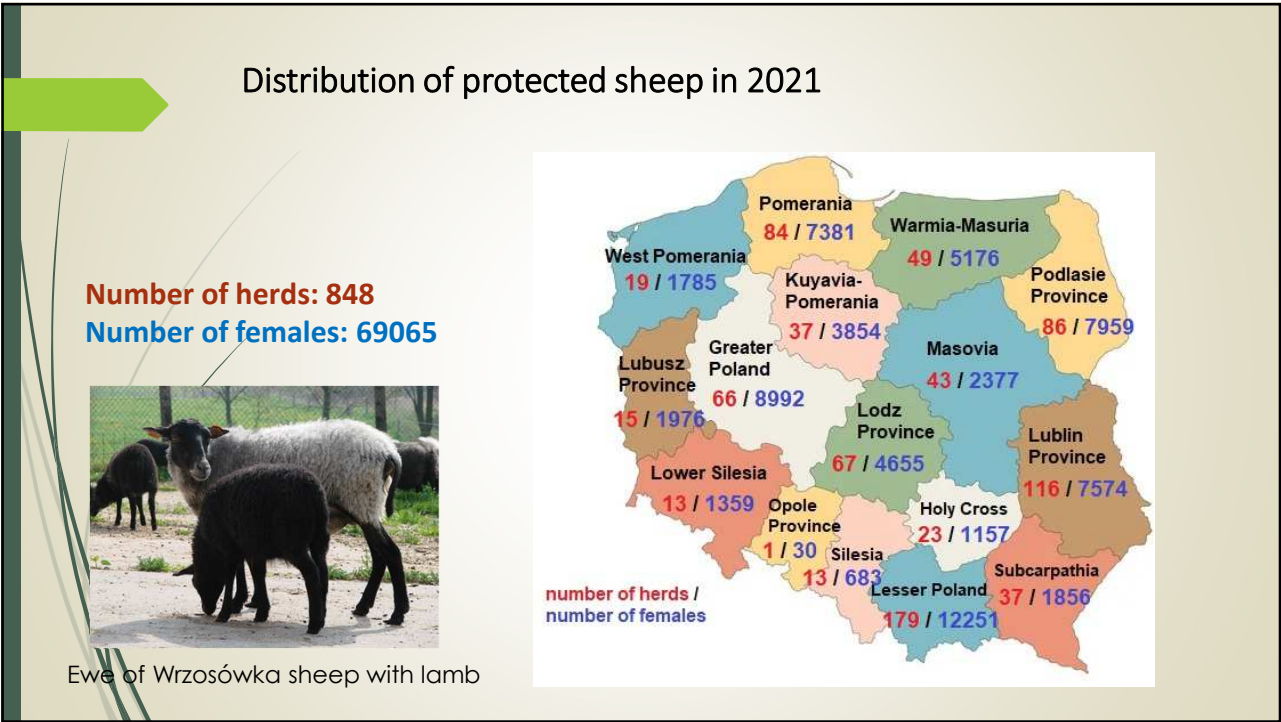 Distribution of protected sheep in 2021
Number of herds: 848
Number of females: 69065
Ewe of Wrzosówka sheep with lamb
Pomerania
84 / 7381
Warmia-Masuria
49 / 5176
West Pomerania
19 / 1785
Podlasie
Province
86 / 7959
Kuyavia-
Pomerania
37 / 3854
Greater
Poland
66 / 8992
Masovia
43 / 2377
Lubusz
Province
15 / 1976
Lodz
Province
67 / 4655
Lublin
Province
116 / 7574
Lower Silesia
13 / 1359
Opole
Province
1 / 30
Holy Cross
23 / 1157
Silesia
13 / 683
Subcarpathia
37 / 1856
Lesser Poland
179 / 12251
number of herds /
number of females